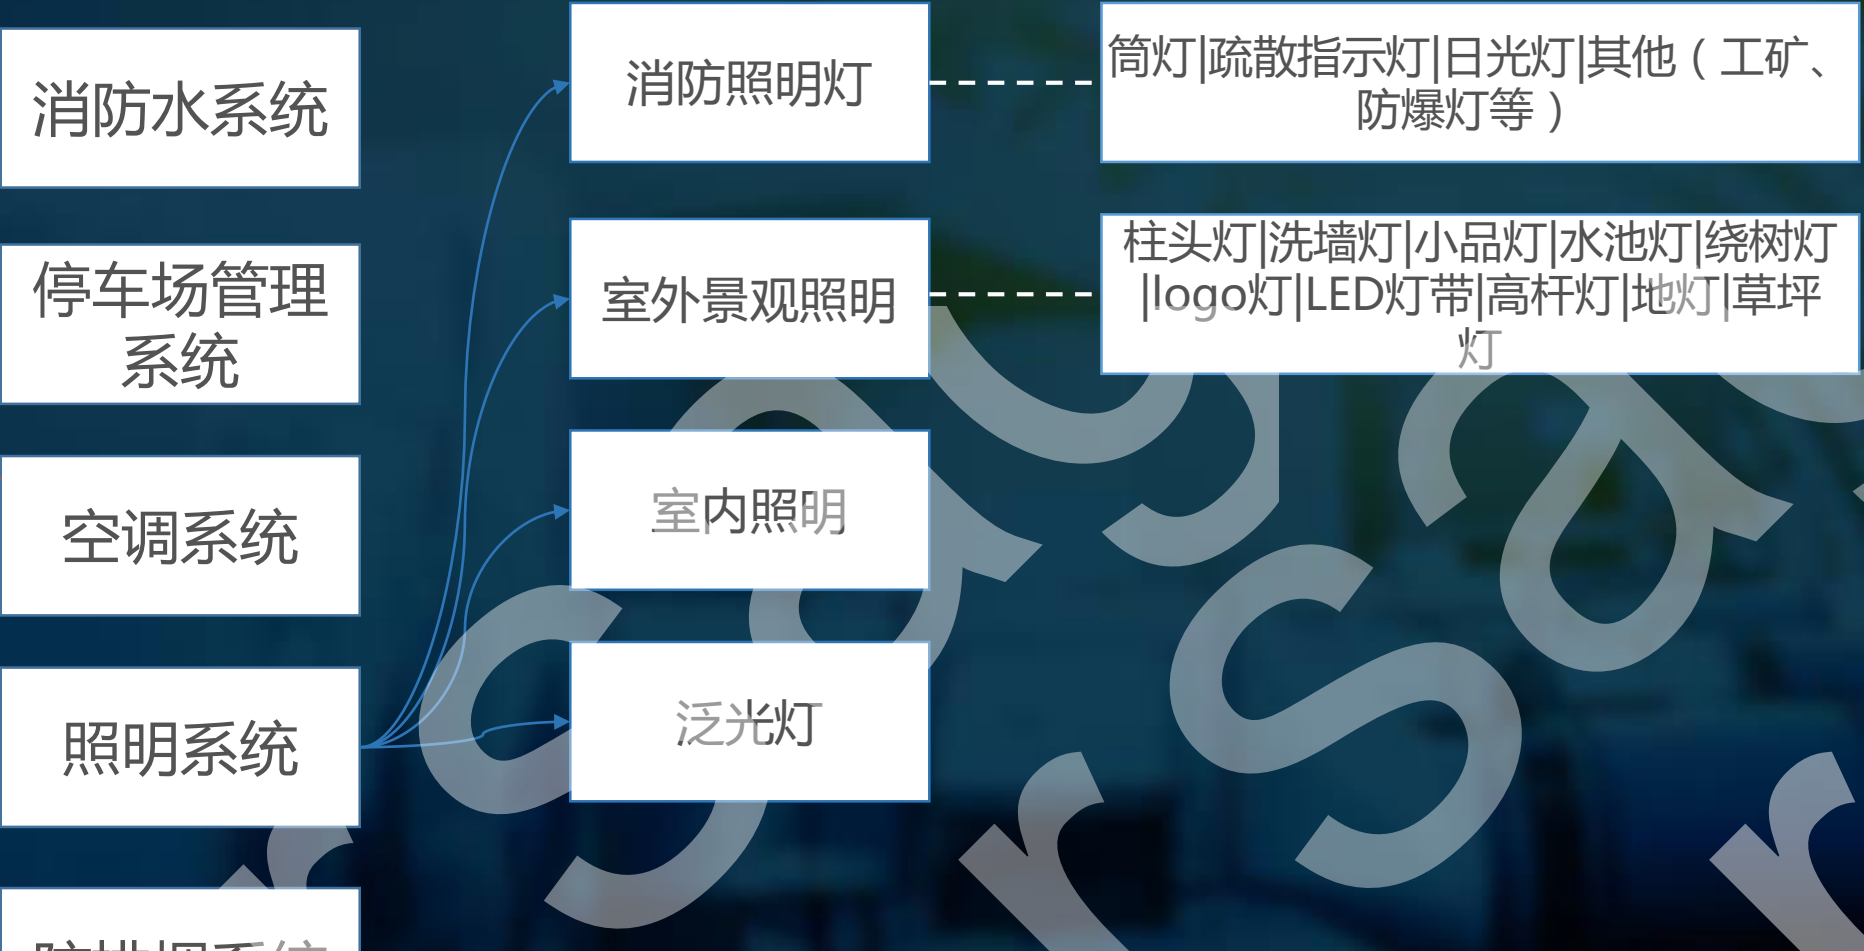 消防水系统
停车场管理
系统
空调系统
照明系统
消防照明灯
室外景观照明
室内照明
泛光灯
筒灯|疏散指示灯|日光灯|其他（工矿、
防爆灯等）
柱头灯|洗墙灯|小品灯|水池灯|绕树灯
|logo灯|LED灯带|高杆灯|地灯|草坪
灯